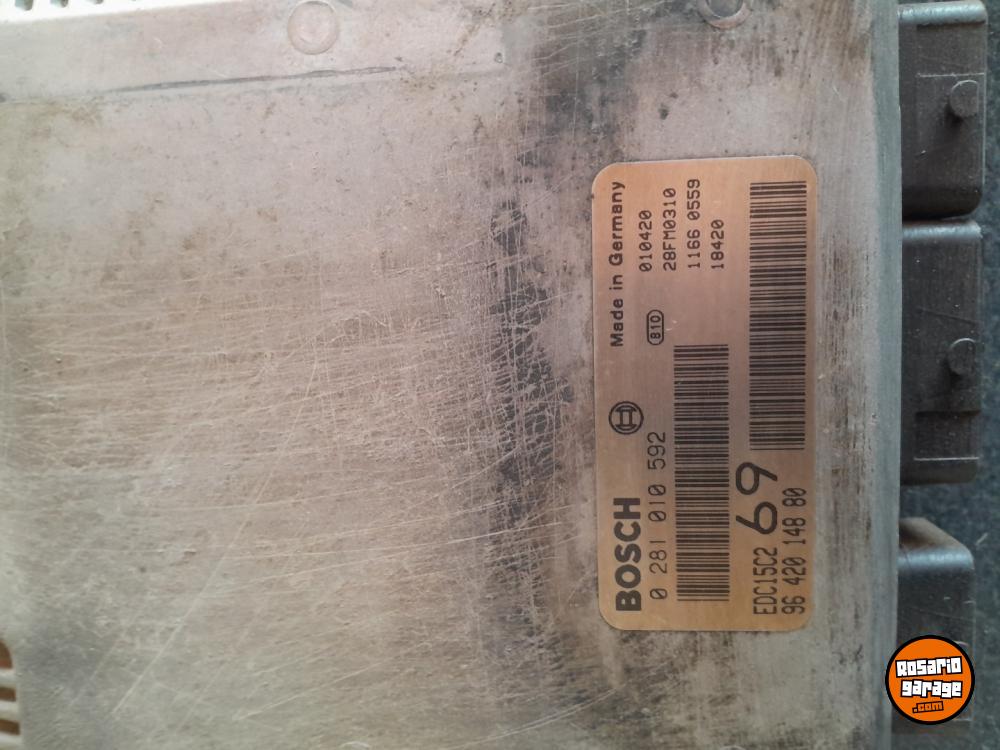 BOSCH
Made in Germany
0 281 010 592
810
010420
28FM0310
1166 0559
18420
EDC15C2
69
96 420 148 80
Rosario
garage
.com